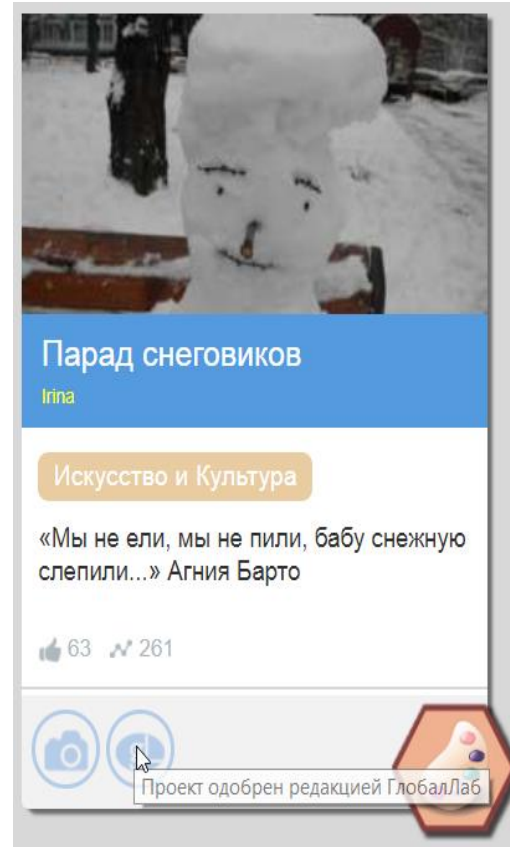 Парад снеговиков
Irina
Искусство и Культура
«Мы не ели, мы не пили, бабу снежную
слепили...» Агния Барто
63 261
Проект одобрен редакцией ГлобалЛаб